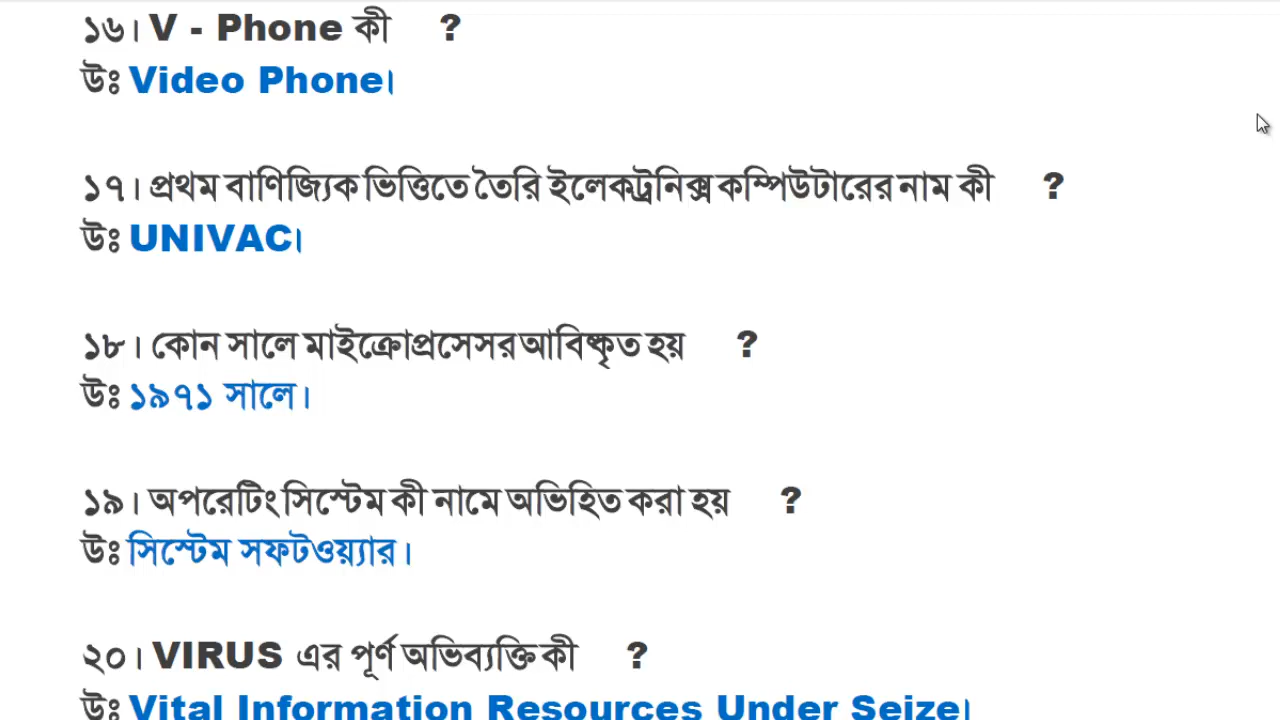 ১৬। V - Phone কী ?
উঃ Video Phone।
১৭। প্রথম বাণিজ্যিক ভিত্তিতে তৈরি ইলেকট্রনিক্স কম্পিউটারের নাম কী ?
উঃ UNIVAC।
১৮। কোন সালে মাইক্রোপ্রসেসর আবিষ্কৃত হয় ?
উঃ ১৯৭১ সালে।
১৯। অপরেটিং সিস্টেম কী নামে অভিহিত করা হয় ?
উঃ সিস্টেম সফটওয়্যার।
২০। VIRUS এর পূর্ণ অভিব্যক্তি কী ?
উঃ Vital Information Resources Under Seize।